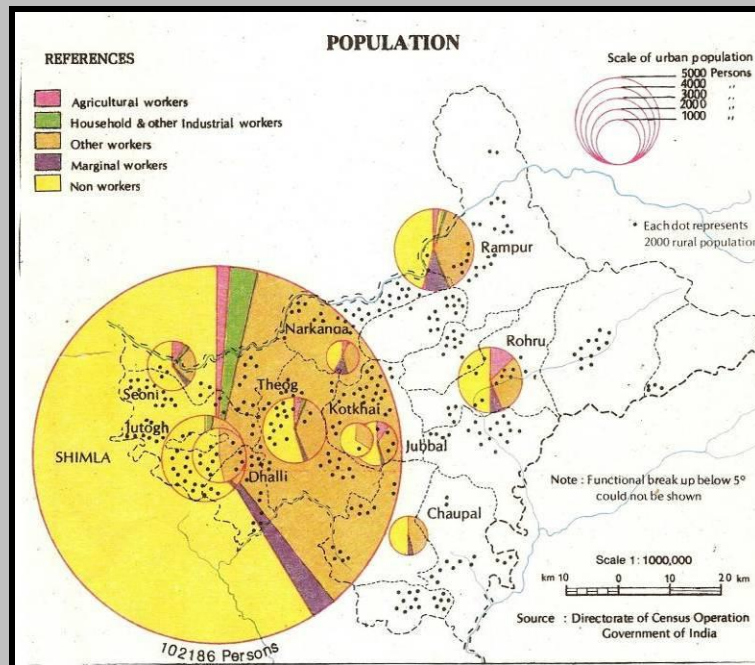 POPULATION
REFERENCES
Agricultural workers
Household & other Industrial workers
Other workers
Marginal workers
Non workers
Scale of urban population
5000 Persons
4000 ,,
3000 ,,
2000 ,,
1000 ,,
• Each dot represents
2000 rural population
Rampur
Narkanda
Rohru
Seoni
Theog
Kotkhai
Jutogh
Jubbal
SHIMLA
Dhalli
Chaupal
Note : Functional break up below 5°
could not be shown
Scale 1: 1000,000
km 10 0 10 20 km
Source : Directorate of Census Operation
Government of India
102186 Persons